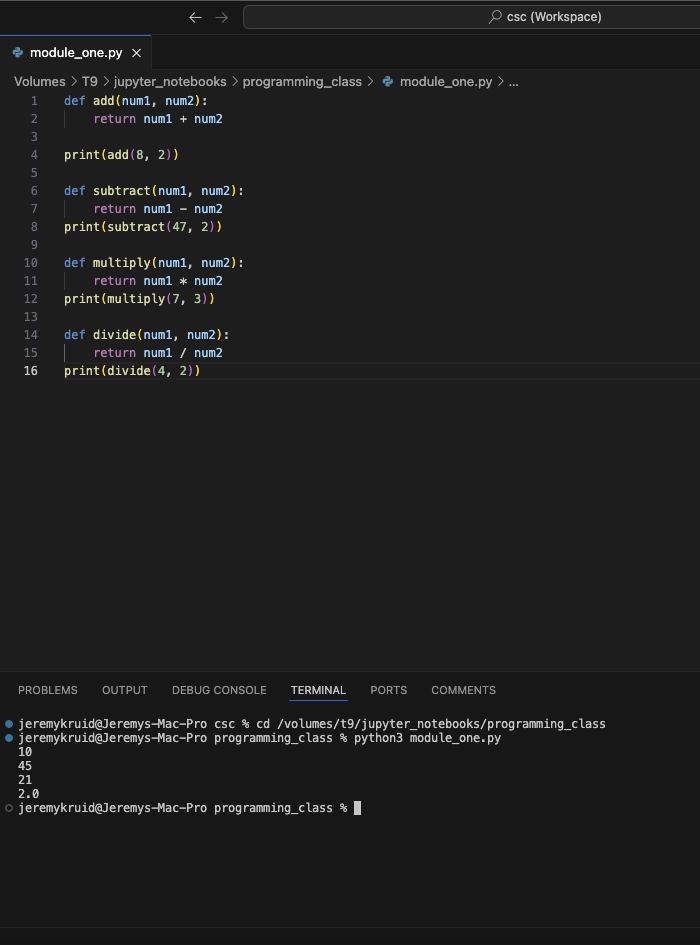 ← → csc (Workspace)
module_one.py ×
Volumes > T9 > jupyter_notebooks > programming_class > module_one.py > ...
1 def add(num1, num2):
2     return num1 + num2
3
4 print(add(8, 2))
5
6 def subtract(num1, num2):
7     return num1 - num2
8 print(subtract(47, 2))
9
10 def multiply(num1, num2):
11     return num1 * num2
12 print(multiply(7, 3))
13
14 def divide(num1, num2):
15     return num1 / num2
16 print(divide(4, 2))
PROBLEMS OUTPUT DEBUG CONSOLE TERMINAL PORTS COMMENTS
jeremykruid@Jeremys-Mac-Pro csc % cd /volumes/t9/jupyter_notebooks/programming_class
jeremykruid@Jeremys-Mac-Pro programming_class % python3 module_one.py
10
45
21
2.0
jeremykruid@Jeremys-Mac-Pro programming_class %